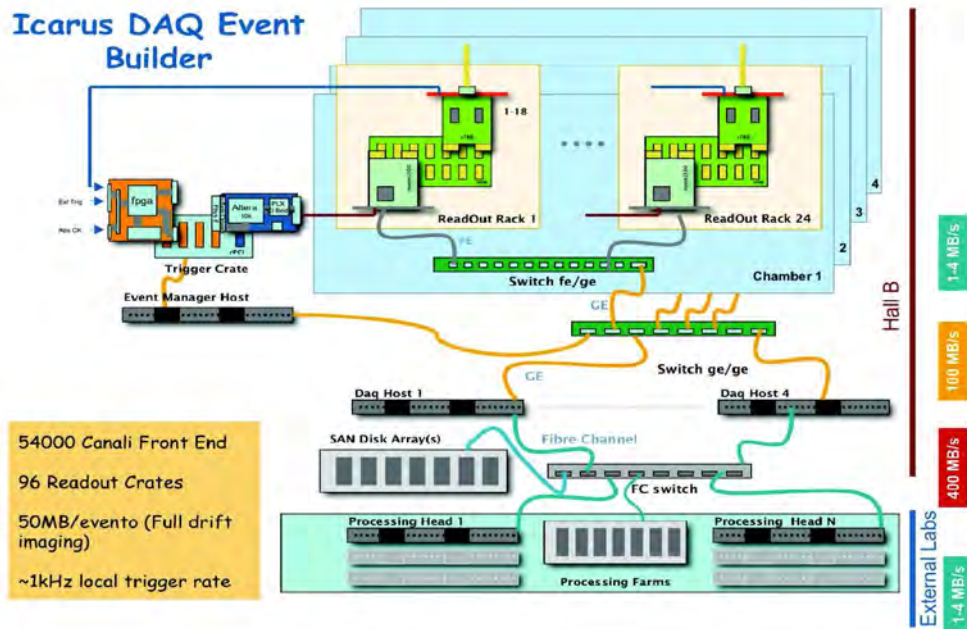 Icarus DAQ Event
Builder
1-18
4
3
2
fpga
Altera
PLX
Ext Trig
ReadOut Rack 1
ReadOut Rack 24
FE
Trigger Crate
Switch fe/ge
Chamber 1
Event Manager Host
GE
Switch ge/ge
GE
Daq Host 1
Daq Host 4
SAN Disk Array(s)
Fibre Channel
FC switch
Processing Head 1
Processing Head N
Processing Farms
54000 Canali Front End
96 Readout Crates
50MB/evento (Full drift
imaging)
~1kHz local trigger rate
Hall B
External Labs
1-4 MB/s
100 MB/s
400 MB/s
1-4 MB/s